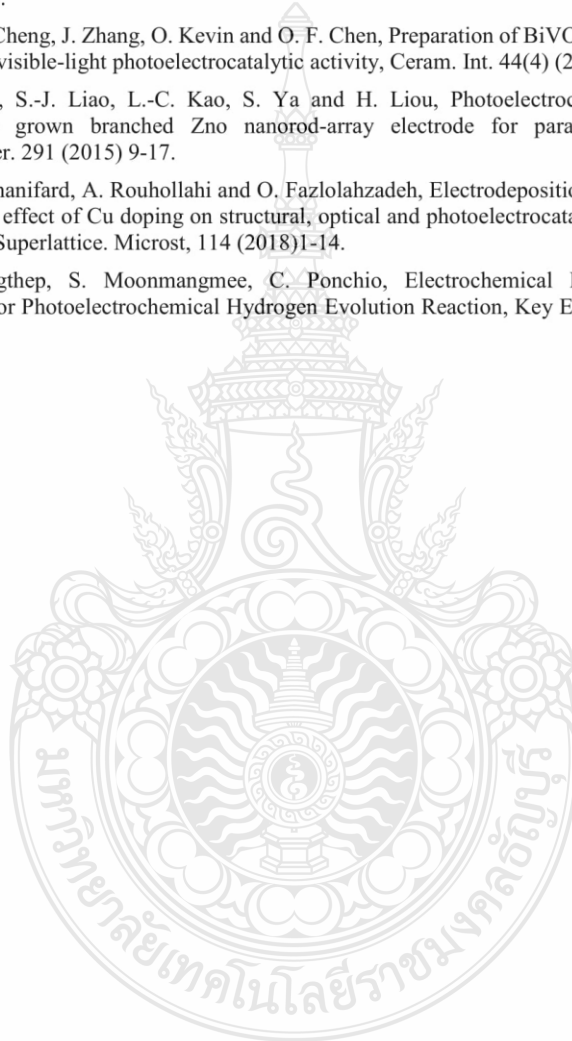 .
Cheng, J. Zhang, O. Kevin and O. F. Chen, Preparation of BiVO
visible-light photoelectrocatalytic activity, Ceram. Int. 44(4) (2
, S.-J. Liao, L.-C. Kao, S. Ya and H. Liou, Photoelectroc
grown branched Zno nanorod-array electrode for para
er. 291 (2015) 9-17.
nanifard, A. Rouhollahi and O. Fazlolahzadeh, Electrodeposition
effect of Cu doping on structural, optical and photoelectrocata
Superlattice. Microst, 114 (2018)1-14.
gthep, S. Moonmangmee, C. Ponchio, Electrochemical
or Photoelectrochemical Hydrogen Evolution Reaction, Key E
มหาวิทยาลัยเทคโนโลยีราชมงคลธัญบุรี